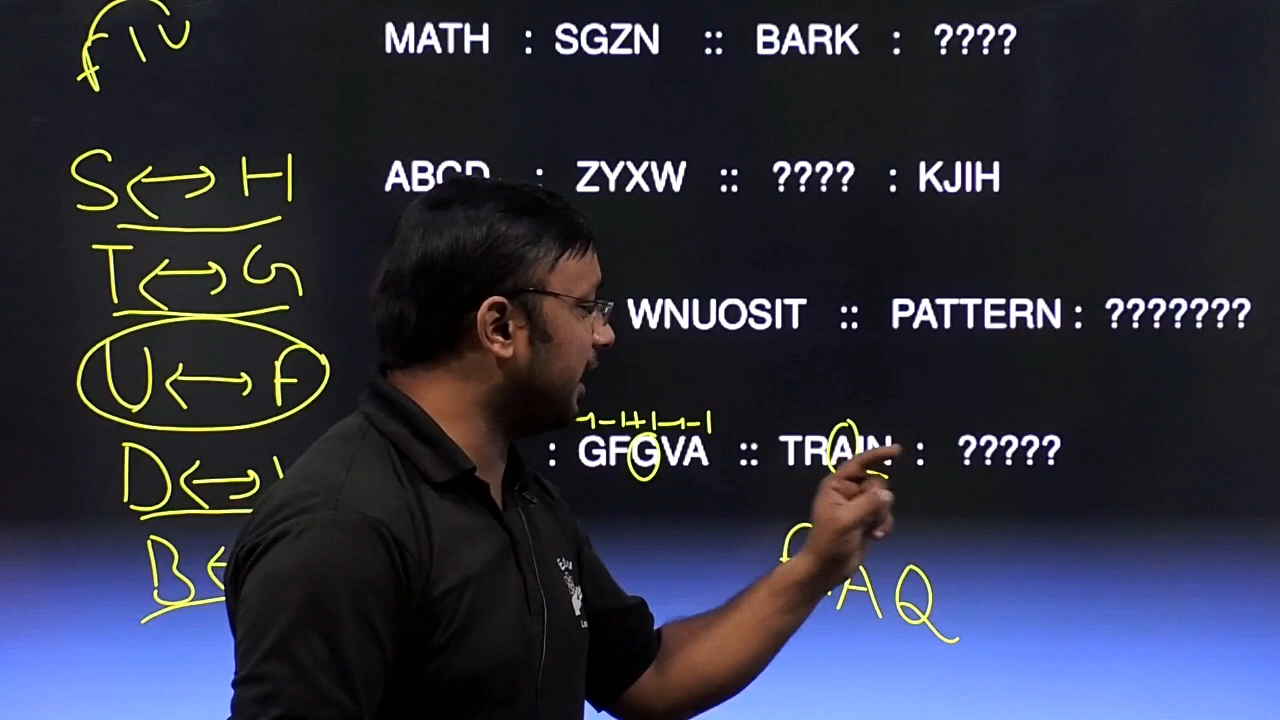 MATH : SGZN :: BARK : ????
S ↔ H
ABCD : ZYXW :: ???? : KJIH
T ↔ G
WNUOSIT :: PATTERN : ???????
U ↔ F
: GFGVA :: TRAIN : ?????
D ↔
B
AQ